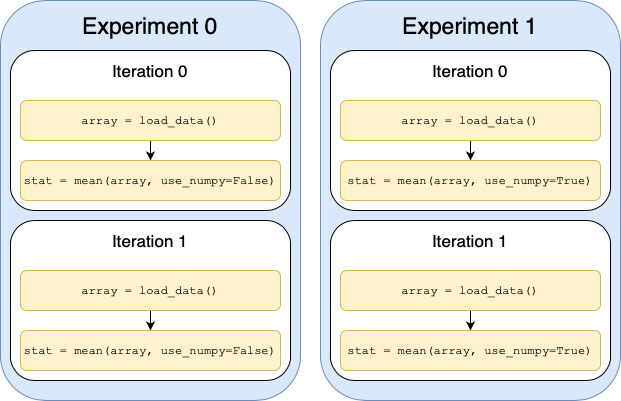 Experiment 0
Iteration 0
array = load_data()
stat = mean(array, use_numpy=False)
Iteration 1
array = load_data()
stat = mean(array, use_numpy=False)
Experiment 1
Iteration 0
array = load_data()
stat = mean(array, use_numpy=True)
Iteration 1
array = load_data()
stat = mean(array, use_numpy=True)